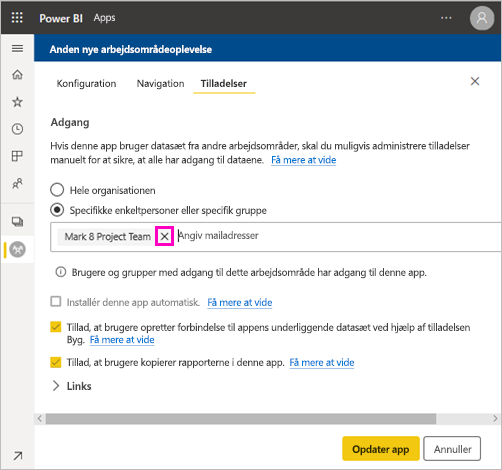 Power BI Apps
Anden nye arbejdsområdeoplevelse
Konfiguration Navigation Tilladelser
Adgang
Hvis denne app bruger datasæt fra andre arbejdsområder, skal du muligvis administrere tilladelser
manuelt for at sikre, at alle har adgang til dataene. Få mere at vide
Hele organisationen
Specifikke enkeltpersoner eller specifik gruppe
Mark 8 Project Team Angiv mailadresser
Brugere og grupper med adgang til dette arbejdsområde har adgang til denne app.
Installér denne app automatisk. Få mere at vide
Tillad, at brugere opretter forbindelse til appens underliggende datasæt ved hjælp af tilladelsen
Byg. Få mere at vide
Tillad, at brugere kopierer rapporterne i denne app. Få mere at vide
Links
Opdater app Annuller